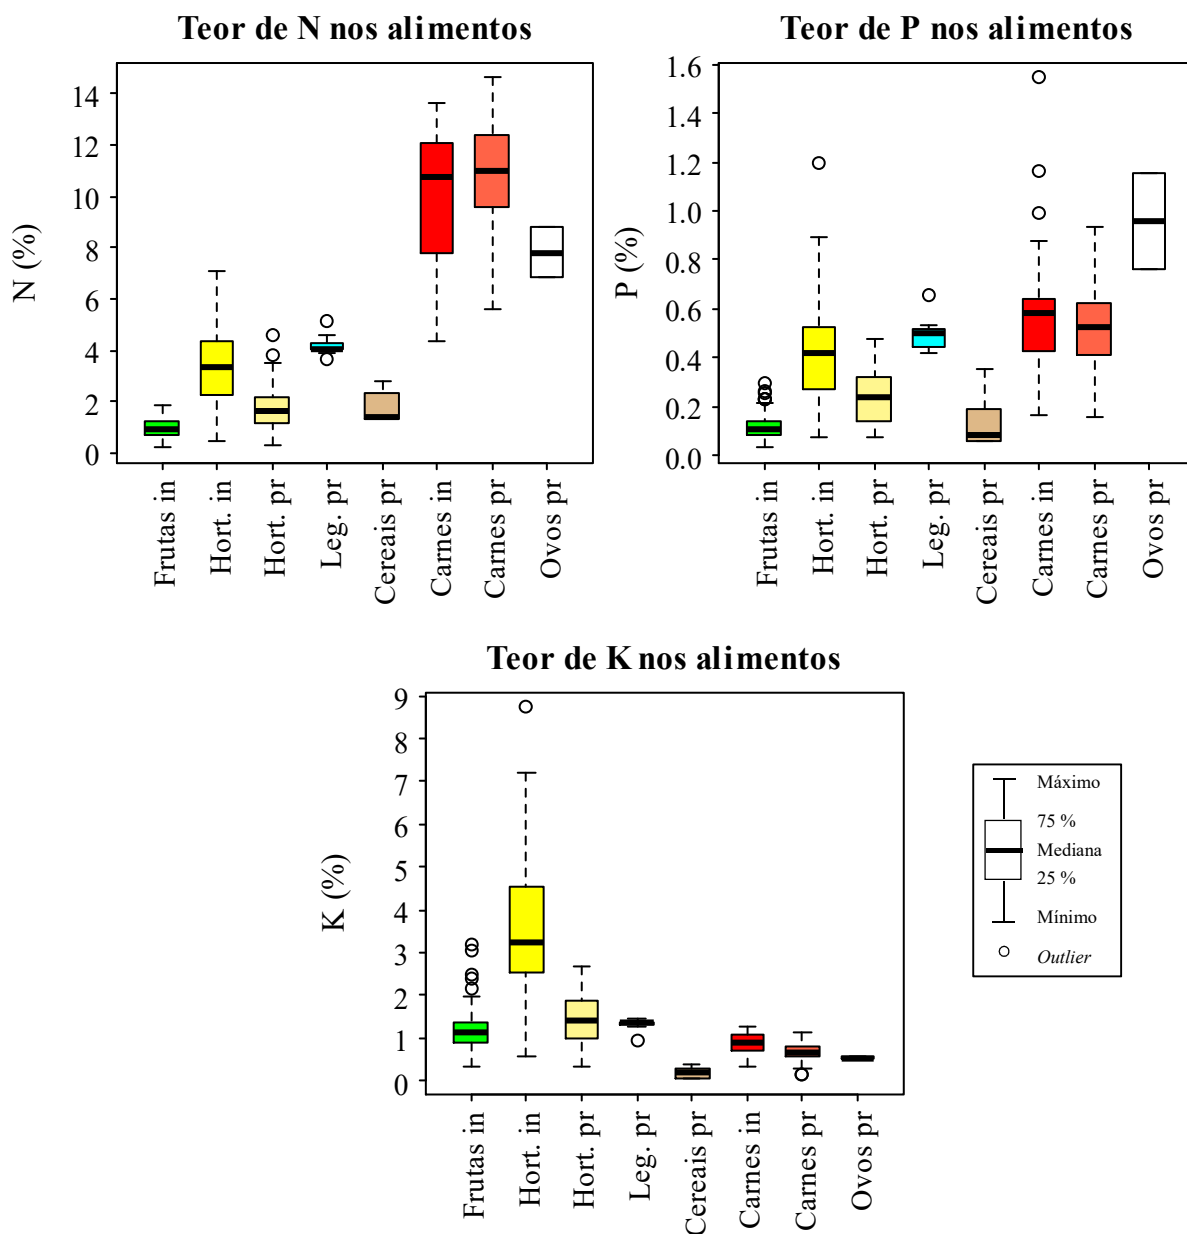 Teor de N nos alimentos
N (%)
14
12
10
8
6
4
2
0
Frutas in
Hort. in
Hort. pr
Leg. pr
Cereais pr
Carnes in
Carnes pr
Ovos pr
Teor de P nos alimentos
P (%)
1.6
1.4
1.2
1.0
0.8
0.6
0.4
0.2
0.0
Frutas in
Hort. in
Hort. pr
Leg. pr
Cereais pr
Carnes in
Carnes pr
Ovos pr
Teor de K nos alimentos
K (%)
9
8
7
6
5
4
3
2
1
0
Frutas in
Hort. in
Hort. pr
Leg. pr
Cereais pr
Carnes in
Carnes pr
Ovos pr
Máximo
75 %
Mediana
25 %
Mínimo
Outlier